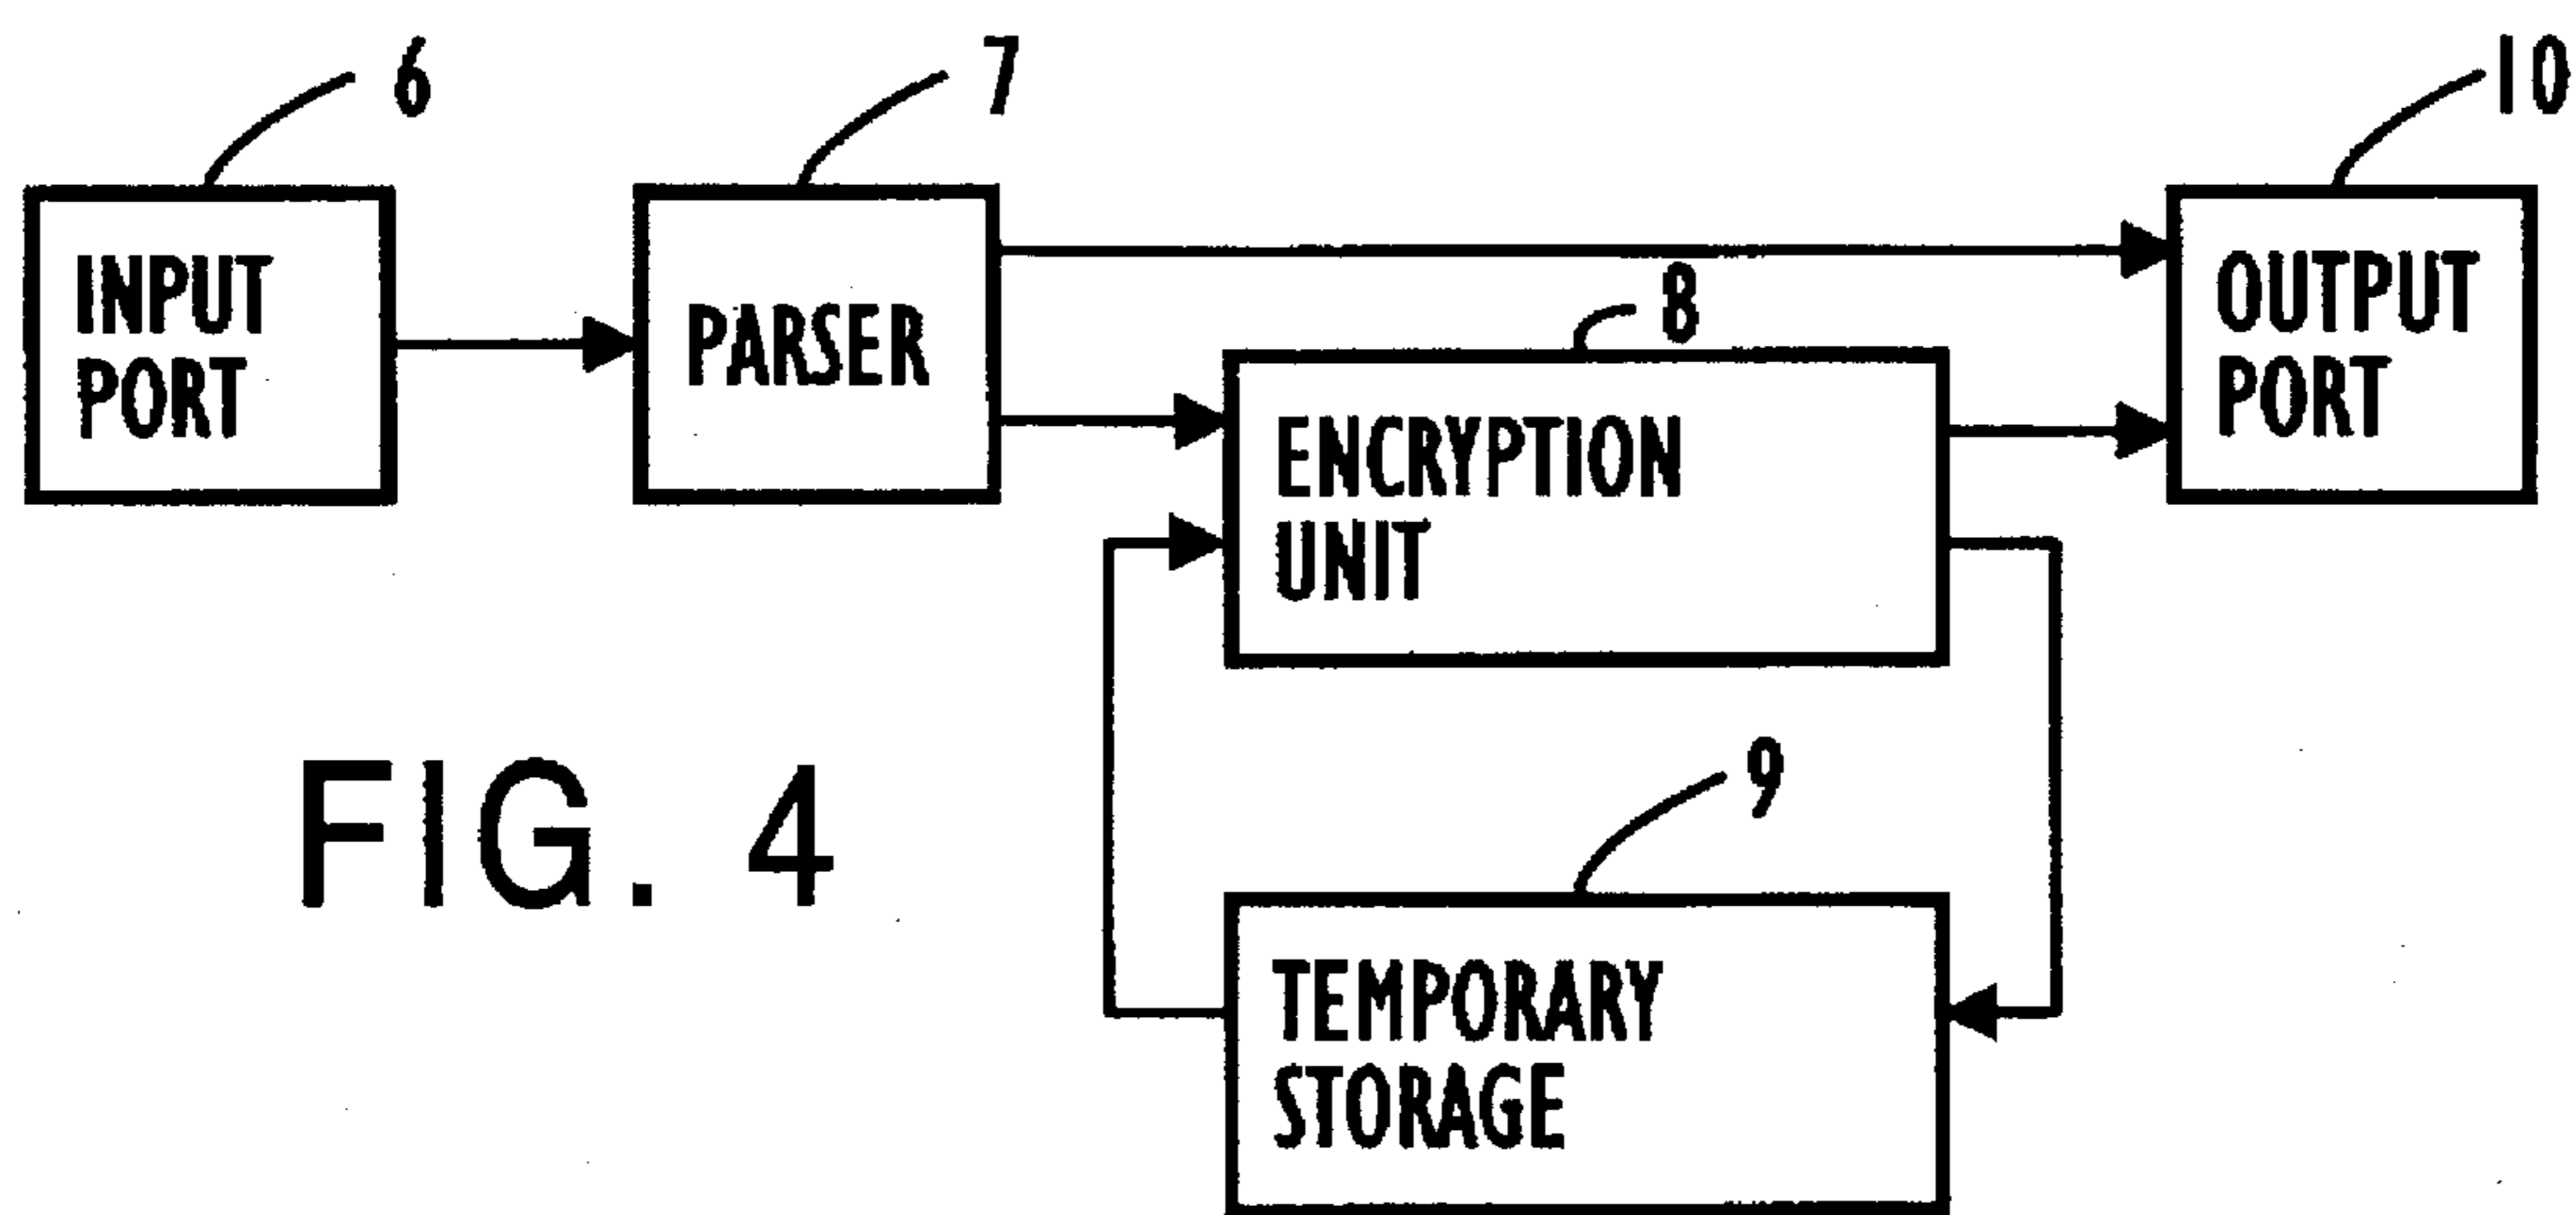 6
7
10
INPUT
PORT
PARSER
OUTPUT
PORT
8
ENCRYPTION
UNIT
9
TEMPORARY
STORAGE
FIG. 4